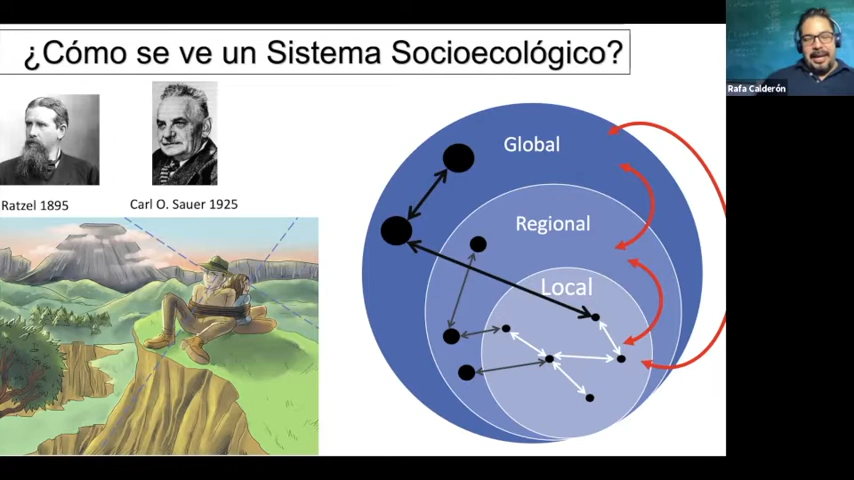 ¿Cómo se ve un Sistema Socioecológico?
Rafa Calderón
Ratzel 1895
Carl O. Sauer 1925
Global
Regional
Local